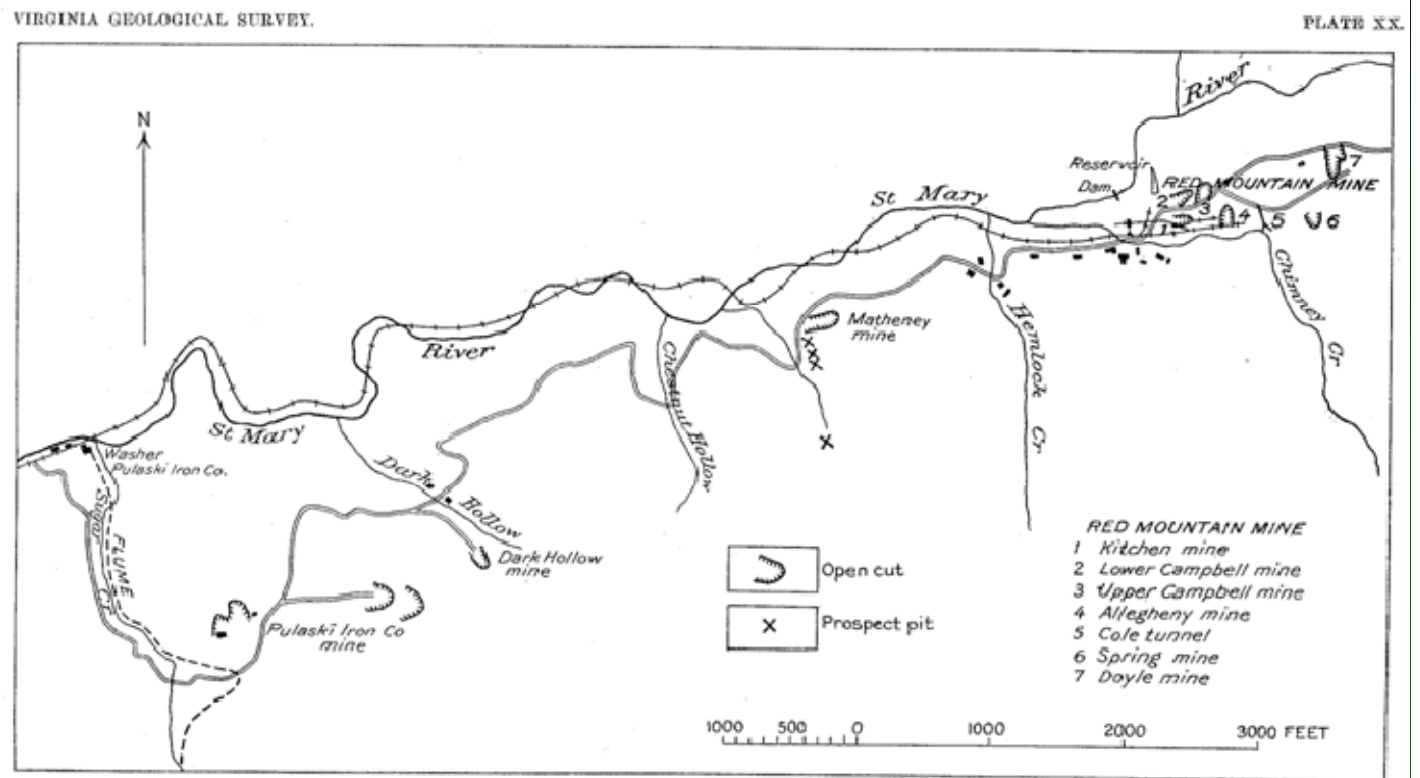 VIRGINIA GEOLOGICAL SURVEY.
PLATE XX.
N
River
Reservoir
Dam
RED MOUNTAIN MINE
7
2
3
1
4
5
6
St Mary
Chimney
Cr
Matheney
mine
Hemlock
Cr
River
Chestnut Hollow
St Mary
Washer
Pulaski Iron Co.
Dark
Hollow
Sugar
Cr
FLUME
Dark Hollow
mine
Pulaski Iron Co
mine
Open cut
X Prospect pit
RED MOUNTAIN MINE
1 Kitchen mine
2 Lower Campbell mine
3 Upper Campbell mine
4 Allegheny mine
5 Cole tunnel
6 Spring mine
7 Doyle mine
1000 500 0 1000 2000 3000 FEET